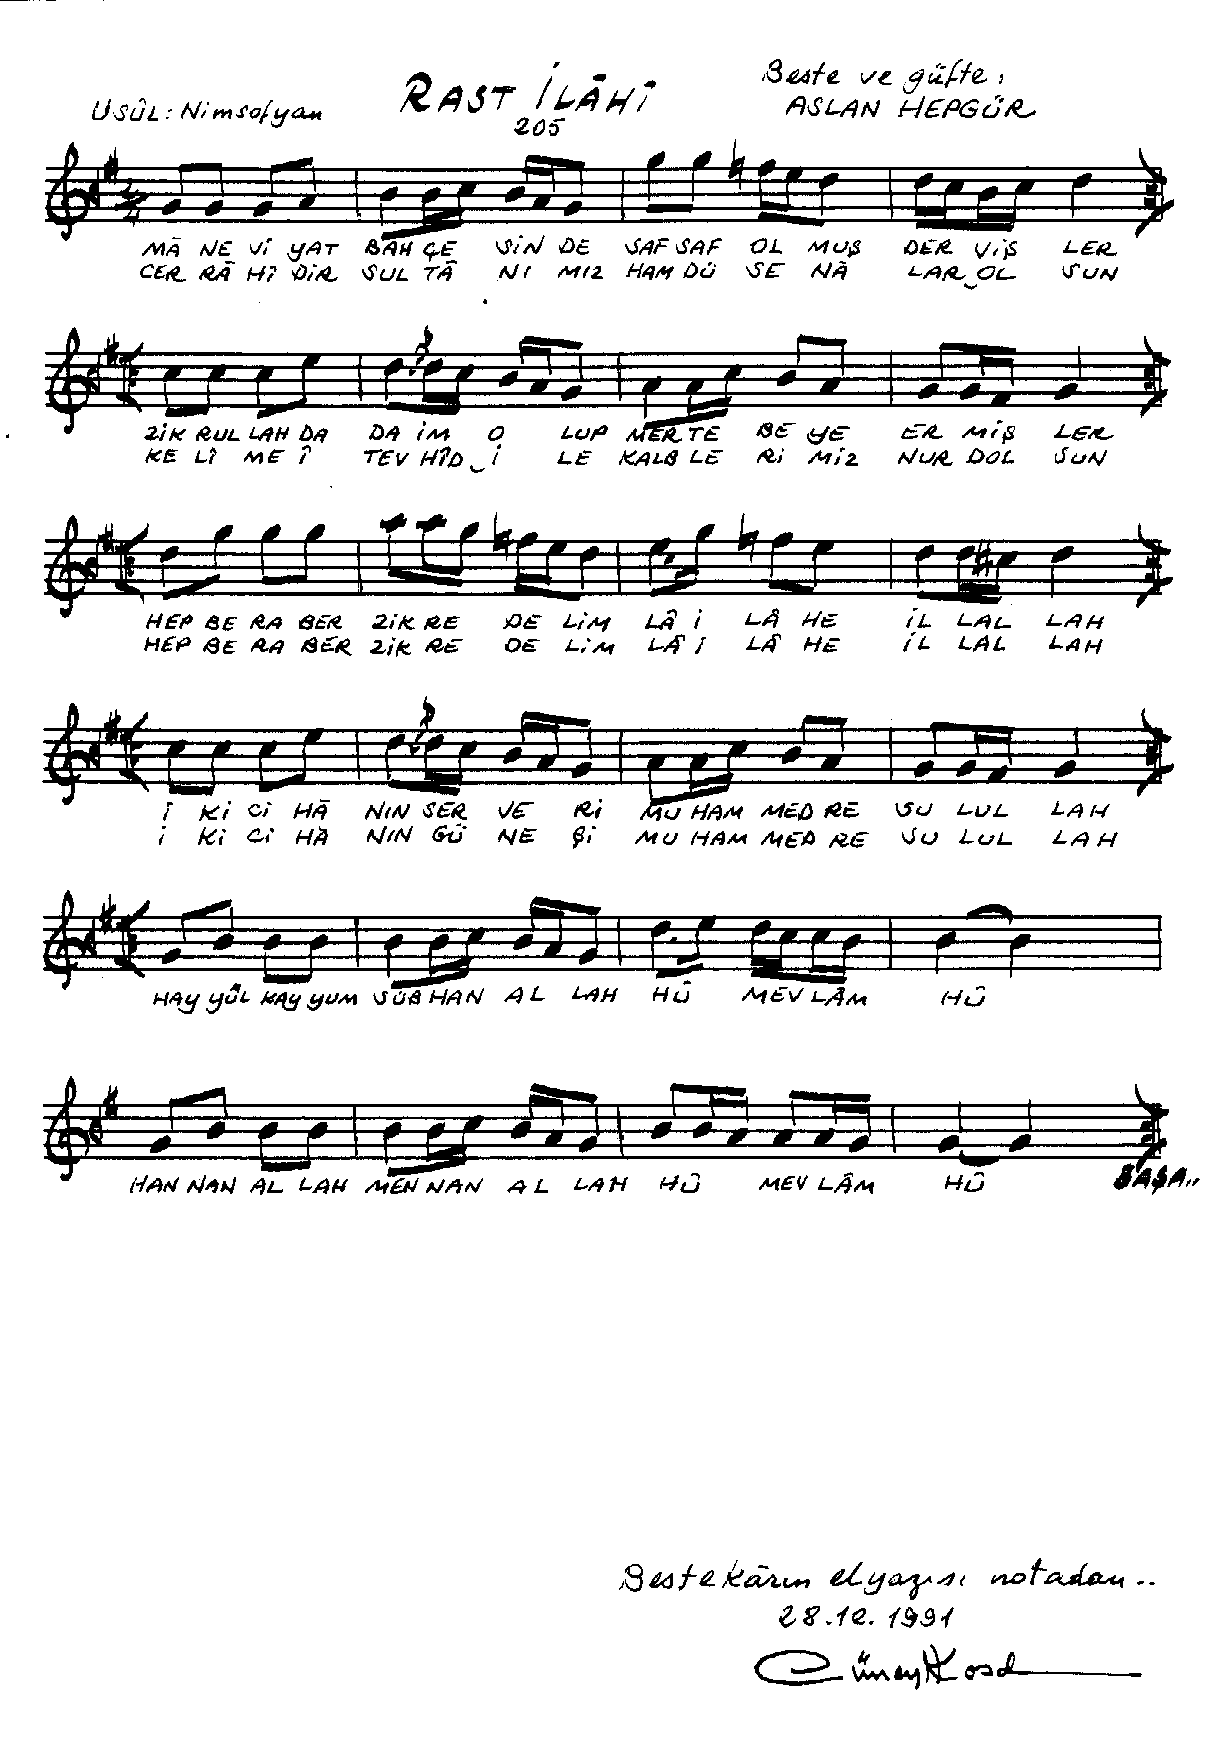 RAST İLÂHÎ
205
Usûl: Nimsofyan
Beste ve güfte:
ASLAN HEPGÜR
MÂ NE Vİ YAT BAH ÇE SİN DE SAF SAF OL MUŞ DER VİŞ LER
CER RÂ HÎ DİR SUL TÂ NI MIZ HAM DÜ SE NÂ LAR OL SUN
ZİK RUL LAH DA DA İM O LUP MER TE BE YE ER MİŞ LER
KE LÎ ME İ TEV HÎD İ LE KALB LE Rİ MİZ NUR DOL SUN
HEP BE RA BER ZİK RE DE LİM LÂ İ LÂ HE İL LAL LAH
HEP BE RA BER ZİK RE DE LİM LÂ İ LÂ HE İL LAL LAH
İ Kİ Cİ HÂ NIN SER VE Rİ MU HAM MED RE SU LUL LAH
İ Kİ Cİ HÂ NIN GÜ NE Şİ MU HAM MED RE SU LUL LAH
HAY YÛL KAY YUM SÜB HAN AL LAH HÛ MEV LÂM HÛ
HAN NAN AL LAH MEN NAN AL LAH HÛ MEV LÂM HÛ BAŞA..
Bestekârın elyazısı notadan..
28.12.1991